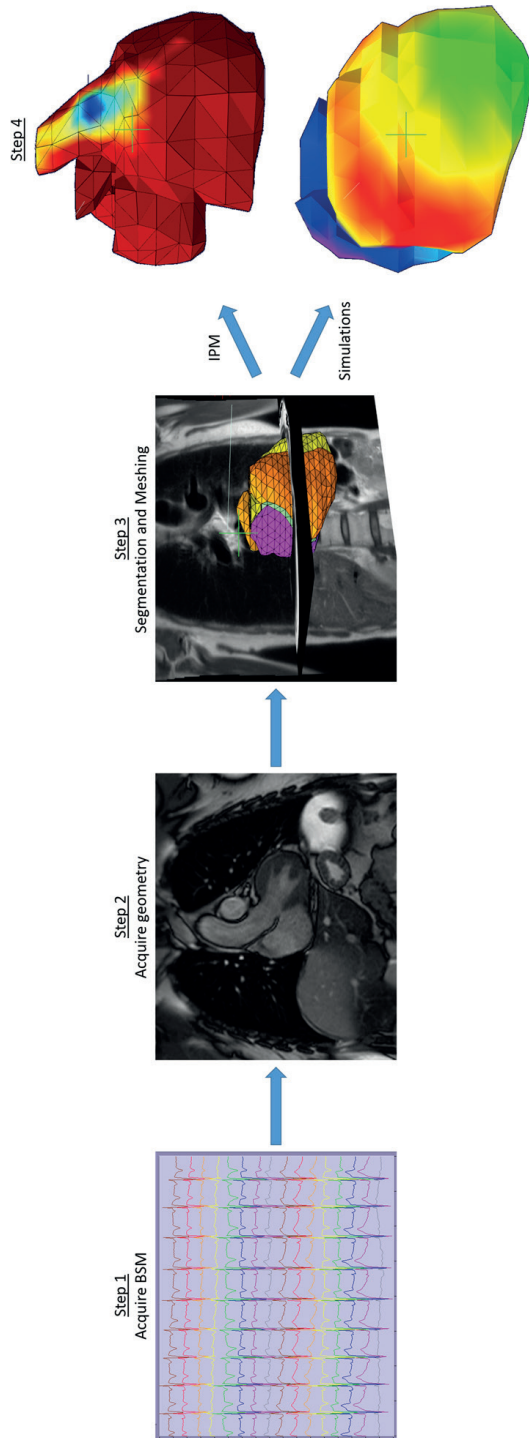 Step 1
Acquire BSM
Step 2
Acquire geometry
Step 3
Segmentation and Meshing
IPM
Simulations
Step 4